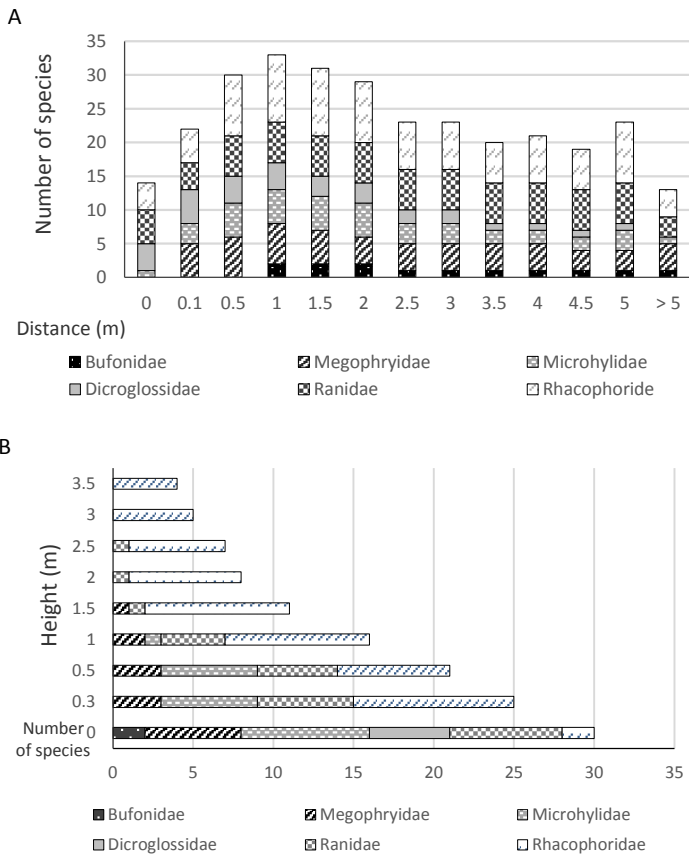 A
Number of species
35
30
25
20
15
10
5
0
0 0.1 0.5 1 1.5 2 2.5 3 3.5 4 4.5 5 > 5
Distance (m)
Bufonidae Megophryidae Microhylidae
Dicroglossidae Ranidae Rhacophoride
B
Height (m)
3.5
3
2.5
2
1.5
1
0.5
0.3
Number 0
of species
0 5 10 15 20 25 30 35
Bufonidae Megophryidae Microhylidae
Dicroglossidae Ranidae Rhacophoridae